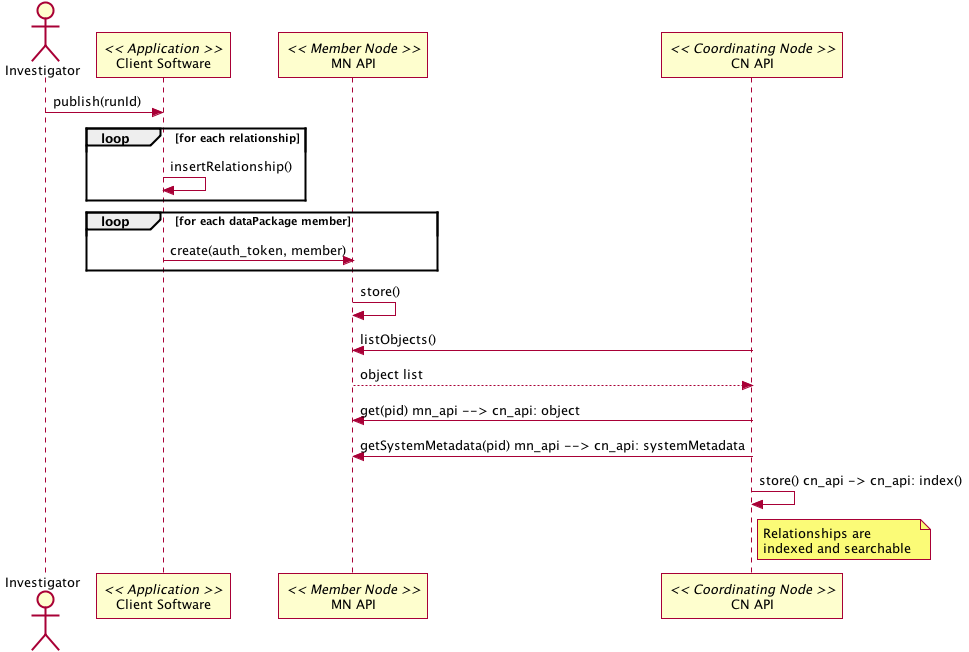 Investigator
<< Application >>
Client Software
<< Member Node >>
MN API
<< Coordinating Node >>
CN API
publish(runId)
loop [for each relationship]
insertRelationship()
loop [for each dataPackage member]
create(auth_token, member)
store()
listObjects()
object list
get(pid) mn_api --> cn_api: object
getSystemMetadata(pid) mn_api --> cn_api: systemMetadata
store() cn_api -> cn_api: index()
Relationships are
indexed and searchable
Investigator
<< Application >>
Client Software
<< Member Node >>
MN API
<< Coordinating Node >>
CN API